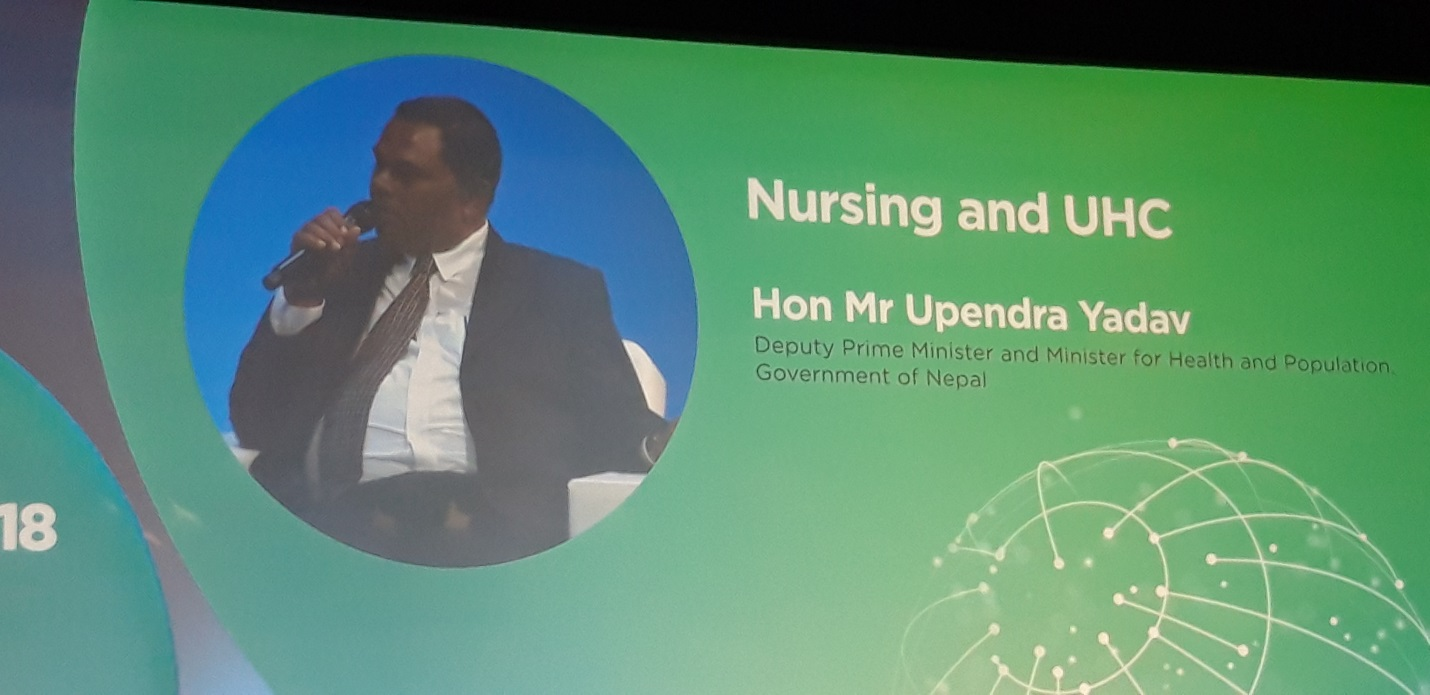 Nursing and UHC
Hon Mr Upendra Yadav
Deputy Prime Minister and Minister for Health and Population,
Government of Nepal
18